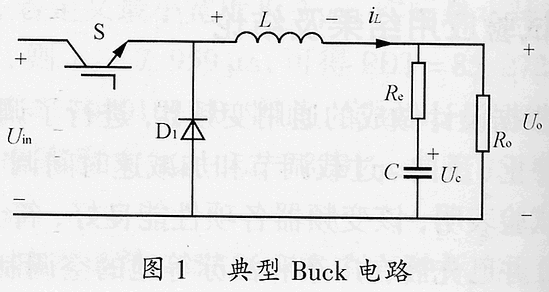 S
+ L − iL
+
Uin
D1
Re
C
+
Uc
Ro
+
Uo
−
−
图1 典型 Buck 电路